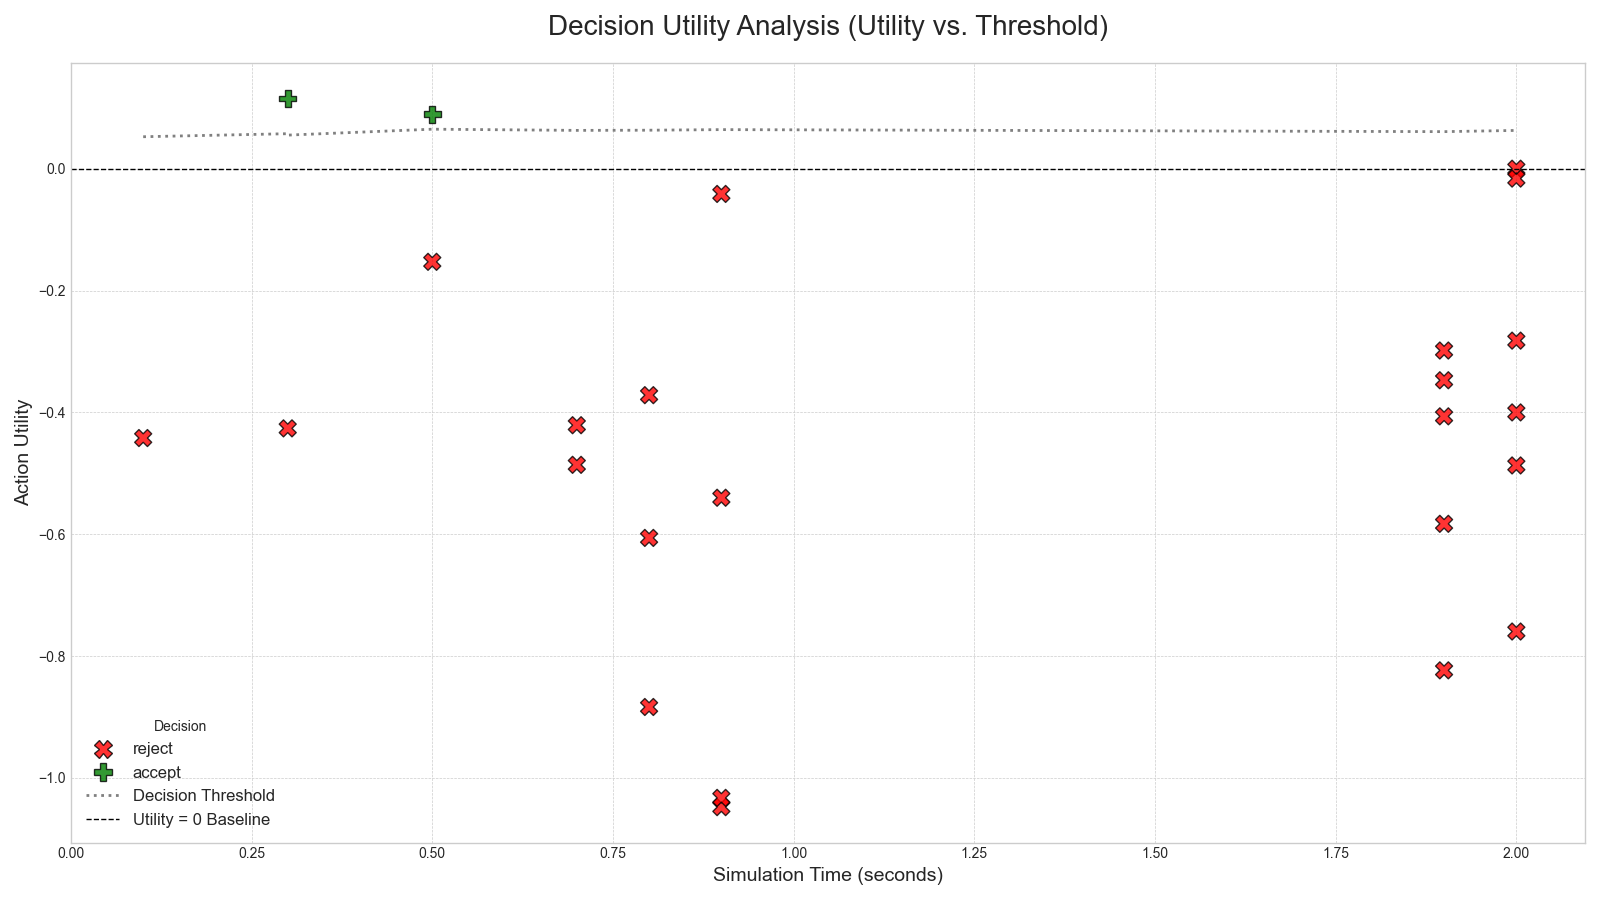 Decision Utility Analysis (Utility vs. Threshold)
Action Utility
0.0
−0.2
−0.4
−0.6
−0.8
−1.0
Decision
reject
accept
Decision Threshold
Utility = 0 Baseline
0.00 0.25 0.50 0.75 1.00 1.25 1.50 1.75 2.00
Simulation Time (seconds)